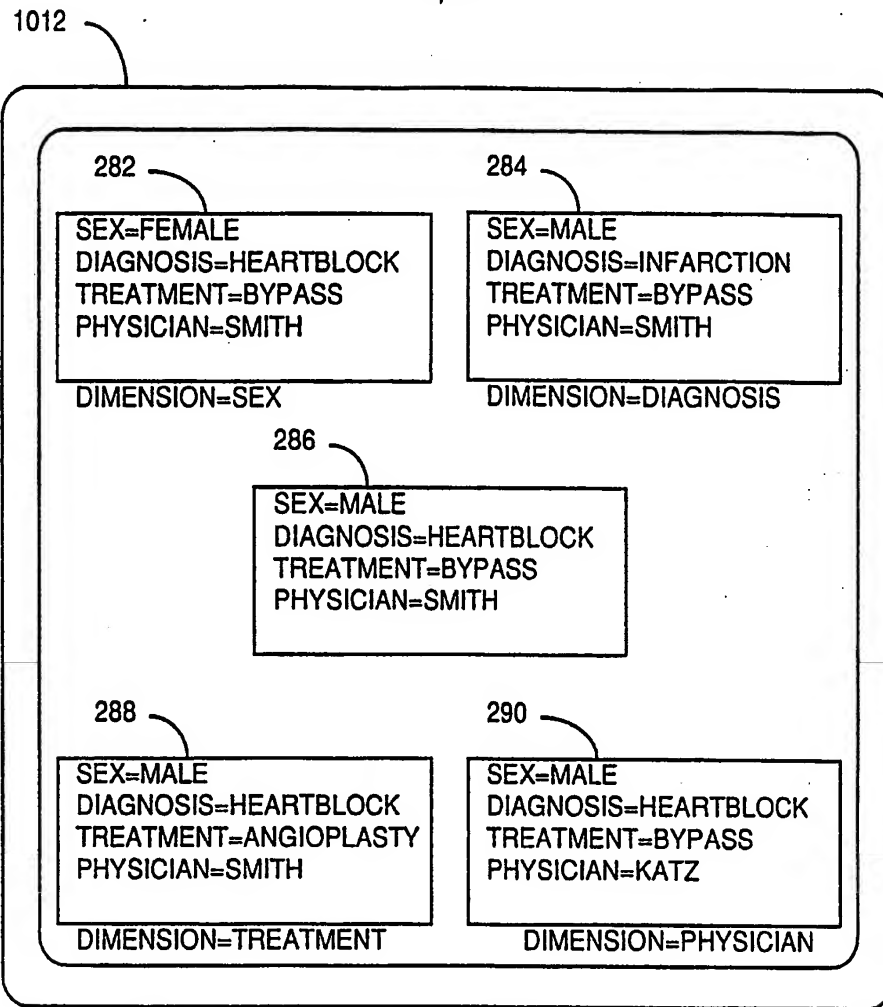 1012
282
284
SEX=FEMALE
DIAGNOSIS=HEARTBLOCK
TREATMENT=BYPASS
PHYSICIAN=SMITH
DIMENSION=SEX
SEX=MALE
DIAGNOSIS=INFARCTION
TREATMENT=BYPASS
PHYSICIAN=SMITH
DIMENSION=DIAGNOSIS
286
SEX=MALE
DIAGNOSIS=HEARTBLOCK
TREATMENT=BYPASS
PHYSICIAN=SMITH
288
290
SEX=MALE
DIAGNOSIS=HEARTBLOCK
TREATMENT=ANGIOPLASTY
PHYSICIAN=SMITH
DIMENSION=TREATMENT
SEX=MALE
DIAGNOSIS=HEARTBLOCK
TREATMENT=BYPASS
PHYSICIAN=KATZ
DIMENSION=PHYSICIAN